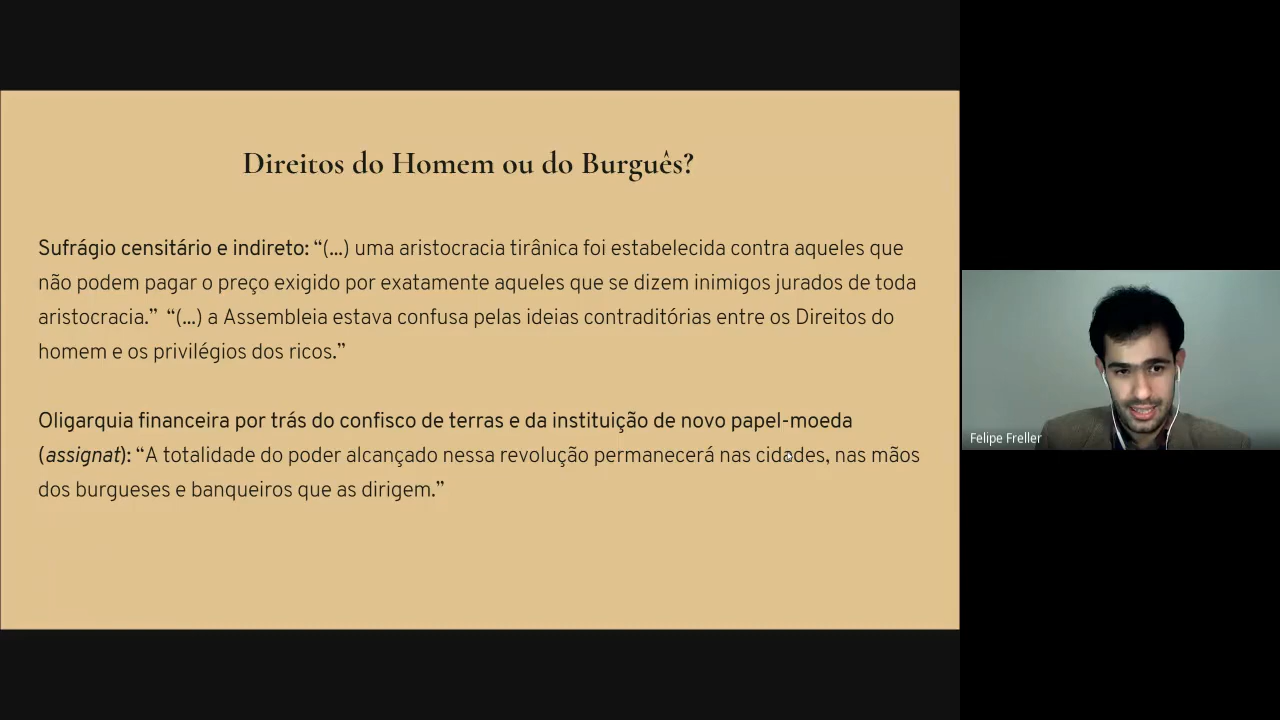 Direitos do Homem ou do Burguês?
Sufrágio censitário e indireto: “(...) uma aristocracia tirânica foi estabelecida contra aqueles que
não podem pagar o preço exigido por exatamente aqueles que se dizem inimigos jurados de toda
aristocracia.” “(...) a Assembleia estava confusa pelas ideias contraditórias entre os Direitos do
homem e os privilégios dos ricos.”
Oligarquia financeira por trás do confisco de terras e da instituição de novo papel-moeda
(assignat): “A totalidade do poder alcançado nessa revolução permanecerá nas cidades, nas mãos
dos burgueses e banqueiros que as dirigem.”
Felipe Freller